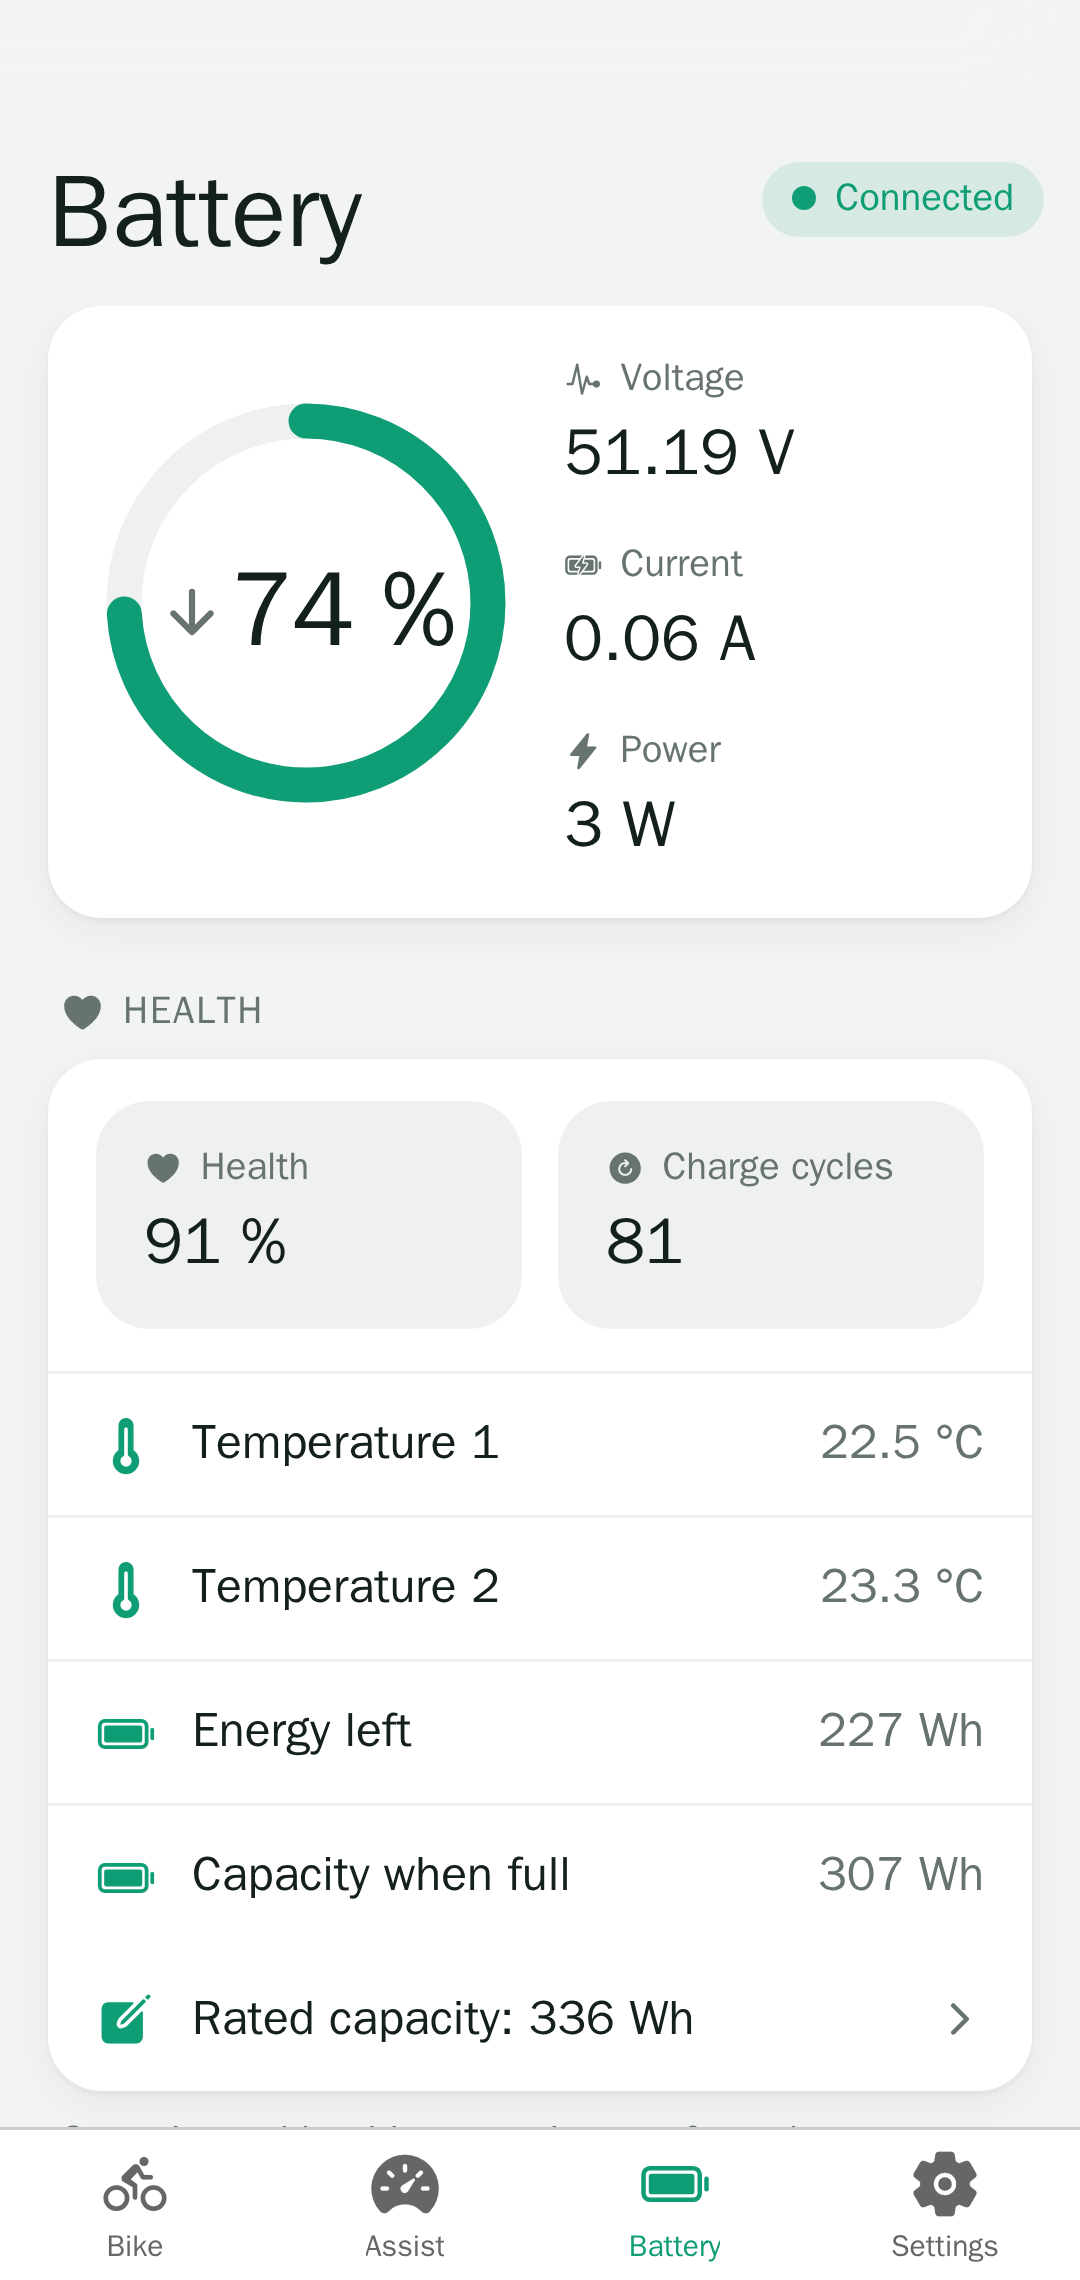 Battery
Connected
74 %
Voltage
51.19 V
Current
0.06 A
Power
3 W
HEALTH
Health
91 %
Charge cycles
81
Temperature 1
22.5 °C
Temperature 2
23.3 °C
Energy left
227 Wh
Capacity when full
307 Wh
Rated capacity: 336 Wh
Bike
Assist
Battery
Settings